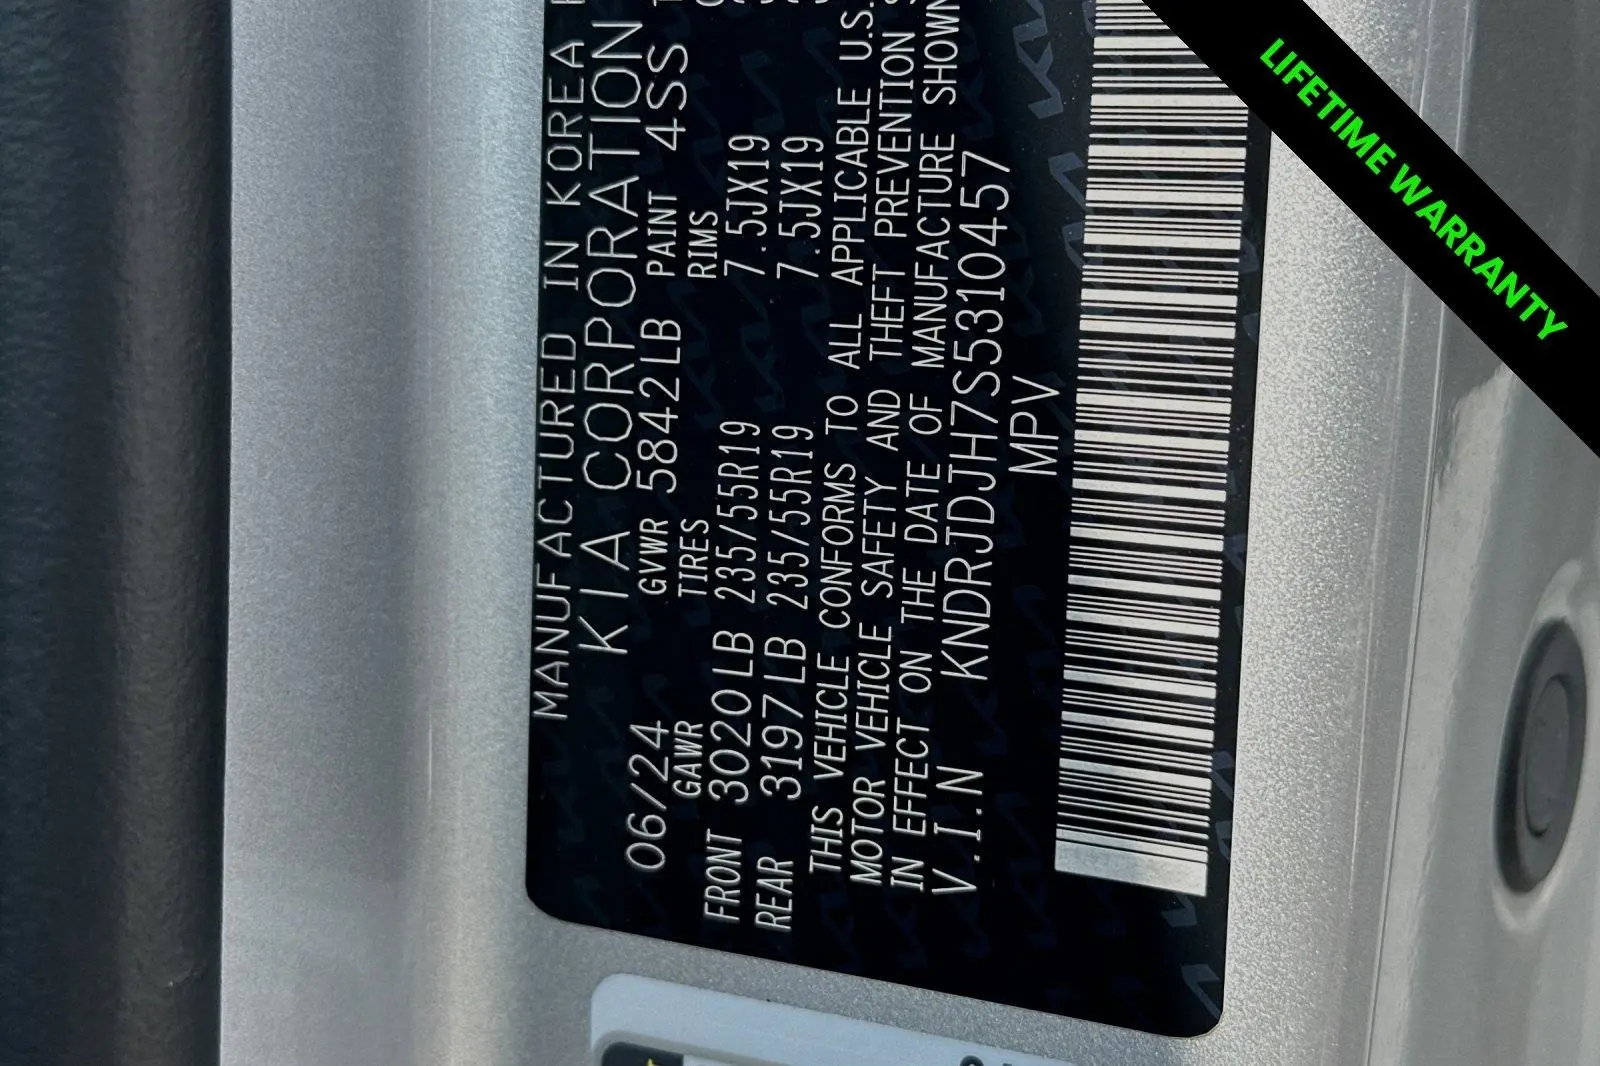 MANUFACTURED IN KOREA
KIA CORPORATION
06/24 GVWR 5842LB PAINT 4SS
GAWR TIRES RIMS
FRONT 3020LB 235/55R19 7.5JX19
REAR 3197LB 235/55R19 7.5JX19
THIS VEHICLE CONFORMS TO ALL APPLICABLE U.S.
MOTOR VEHICLE SAFETY AND THEFT PREVENTION
IN EFFECT ON THE DATE OF MANUFACTURE SHOWN
V.I.N KNDRJDJH7S5310457
MPV
LIFETIME WARRANTY